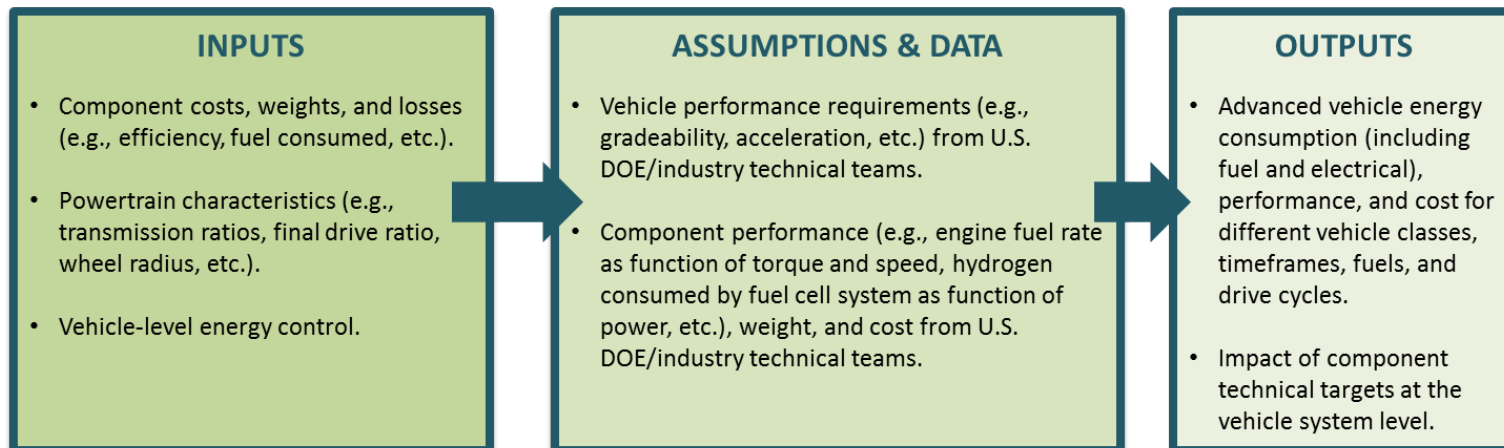 INPUTS
• Component costs, weights, and losses
(e.g., efficiency, fuel consumed, etc.).
• Powertrain characteristics (e.g.,
transmission ratios, final drive ratio,
wheel radius, etc.).
• Vehicle-level energy control.
ASSUMPTIONS & DATA
• Vehicle performance requirements (e.g.,
gradeability, acceleration, etc.) from U.S.
DOE/industry technical teams.
• Component performance (e.g., engine fuel rate
as function of torque and speed, hydrogen
consumed by fuel cell system as function of
power, etc.), weight, and cost from U.S.
DOE/industry technical teams.
OUTPUTS
• Advanced vehicle energy
consumption (including
fuel and electrical),
performance, and cost for
different vehicle classes,
timeframes, fuels, and
drive cycles.
• Impact of component
technical targets at the
vehicle system level.